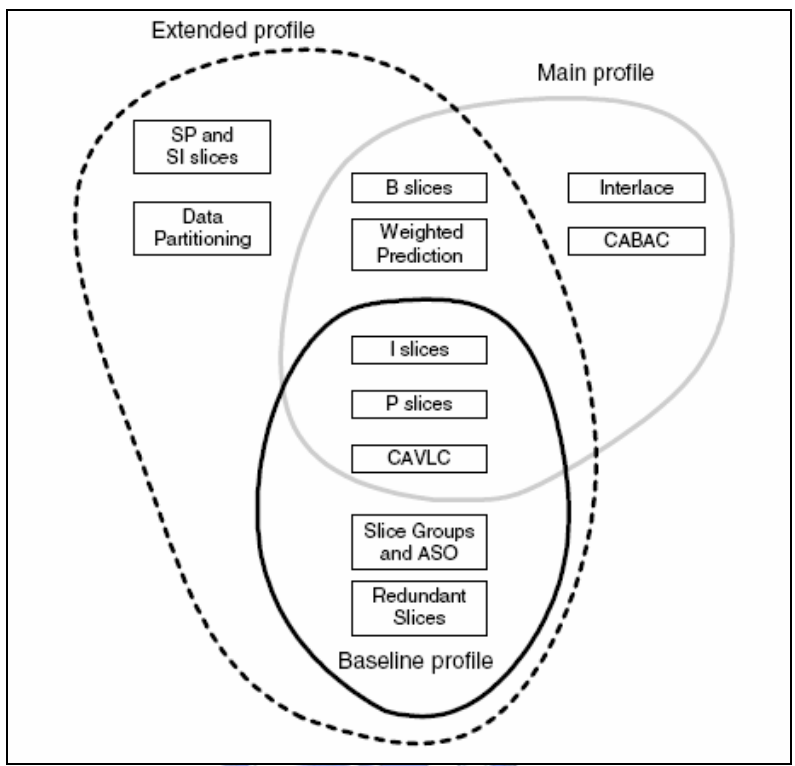 Extended profile
Main profile
SP and
SI slices
B slices
Interlace
Data
Partitioning
Weighted
Prediction
CABAC
I slices
P slices
CAVLC
Slice Groups
and ASO
Redundant
Slices
Baseline profile